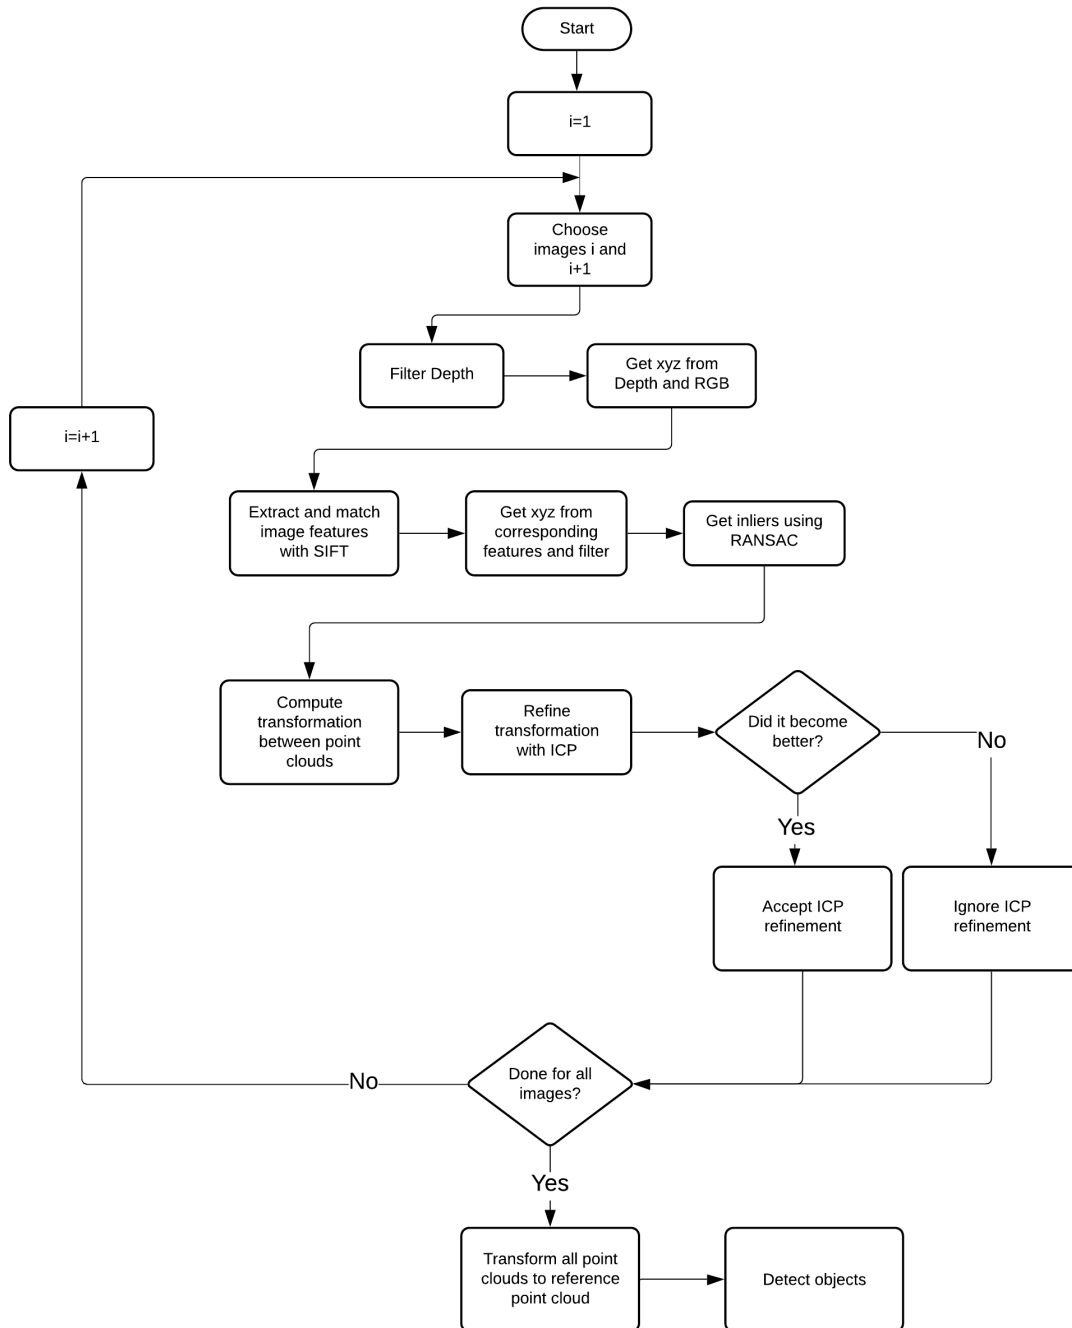 Start
i=1
Choose
images i and
i+1
Filter Depth
Get xyz from
Depth and RGB
i=i+1
Extract and match
image features
with SIFT
Get xyz from
corresponding
features and filter
Get inliers using
RANSAC
Compute
transformation
between point
clouds
Refine
transformation
with ICP
Did it become
better?
No
Yes
Accept ICP
refinement
Ignore ICP
refinement
Done for all
images?
No
Yes
Transform all point
clouds to reference
point cloud
Detect objects